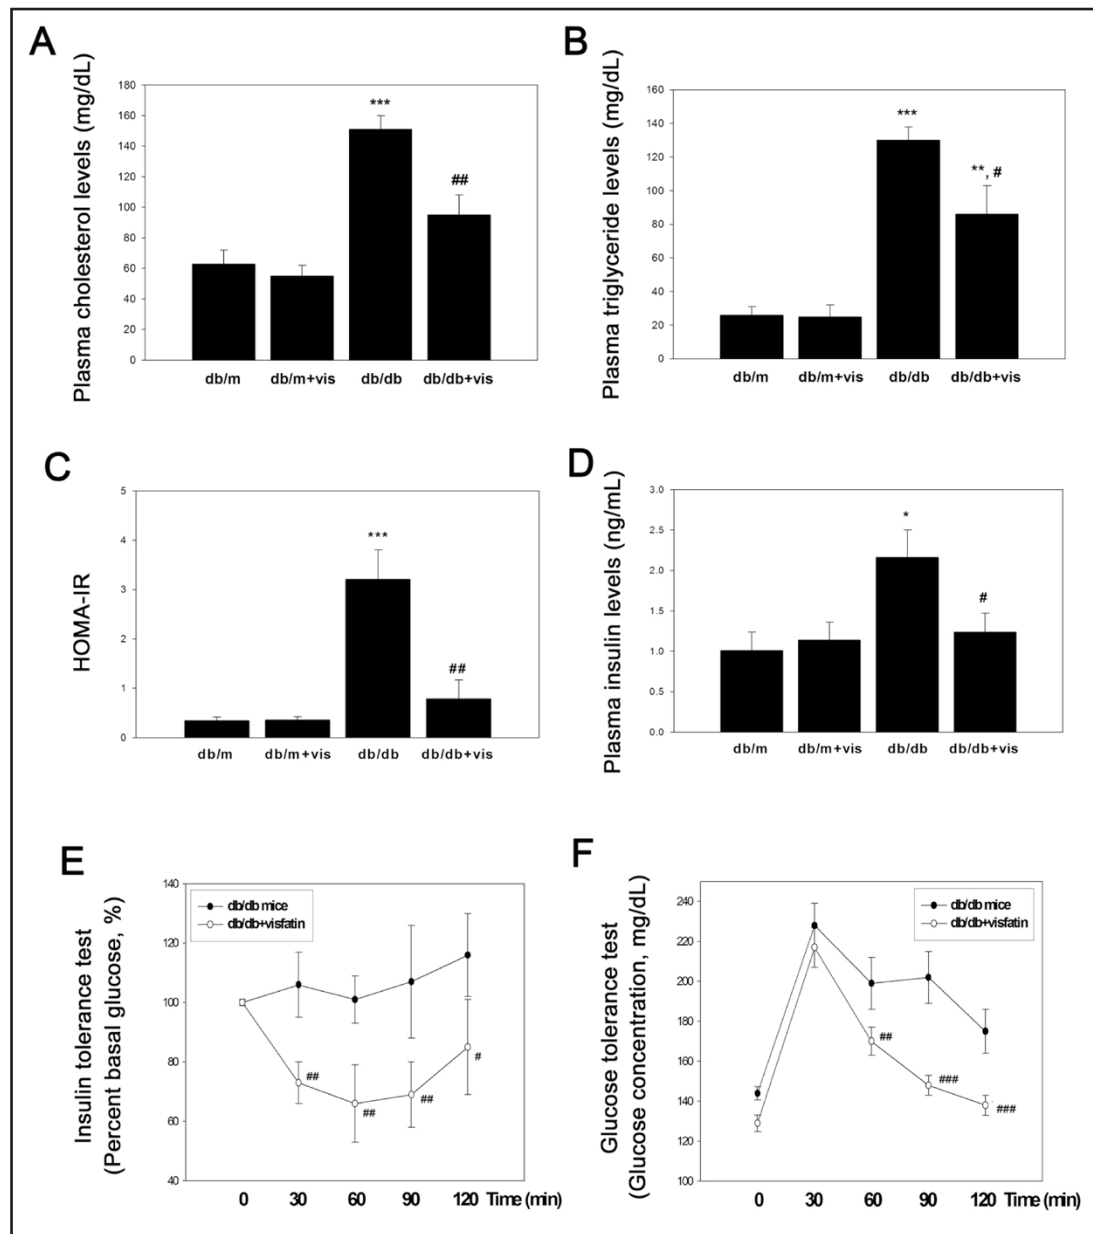 A
Plasma cholesterol levels (mg/dL)
180
160
140
120
100
80
60
40
20
0
***
##
db/m db/m+vis db/db db/db+vis
B
Plasma triglyceride levels (mg/dL)
160
140
120
100
80
60
40
20
0
***
**, #
db/m db/m+vis db/db db/db+vis
C
HOMA-IR
5
4
3
2
1
0
***
##
db/m db/m+vis db/db db/db+vis
D
Plasma insulin levels (ng/mL)
3.0
2.5
2.0
1.5
1.0
0.5
0.0
*
#
db/m db/m+vis db/db db/db+vis
E
Insulin tolerance test
(Percent basal glucose, %)
140
120
100
80
60
40
db/db mice
db/db+visfatin
##
##
##
#
0 30 60 90 120 Time (min)
F
Glucose tolerance test
(Glucose concentration, mg/dL)
240
220
200
180
160
140
120
100
db/db mice
db/db+visfatin
##
###
###
0 30 60 90 120 Time (min)